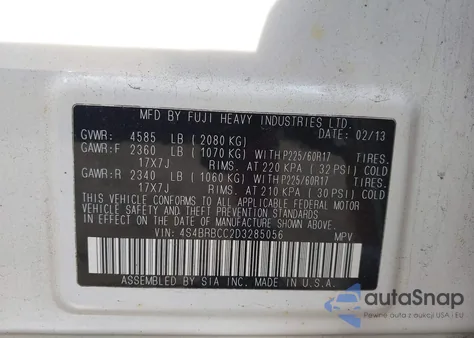 MFD BY FUJI HEAVY INDUSTRIES LTD.
DATE: 02/13
GVWR: 4585 LB (2080 KG)
GAWR:F 2360 LB (1070 KG) WITH P225/60R17 TIRES.
17X7J RIMS. AT 220 KPA (32 PSI) COLD
GAWR:R 2340 LB (1060 KG) WITH P225/60R17 TIRES.
17X7J RIMS. AT 210 KPA (30 PSI) COLD
THIS VEHICLE CONFORMS TO ALL APPLICABLE FEDERAL MOTOR
VEHICLE SAFETY STANDARDS IN EFFECT ON THE DATE
OF MANUFACTURE SHOWN ABOVE.
VIN: 4S4BRBCC2D3285056 MPV
ASSEMBLED BY SIA INC. MADE IN U.S.A.
autoSnap
Pewne auto z USA i EU